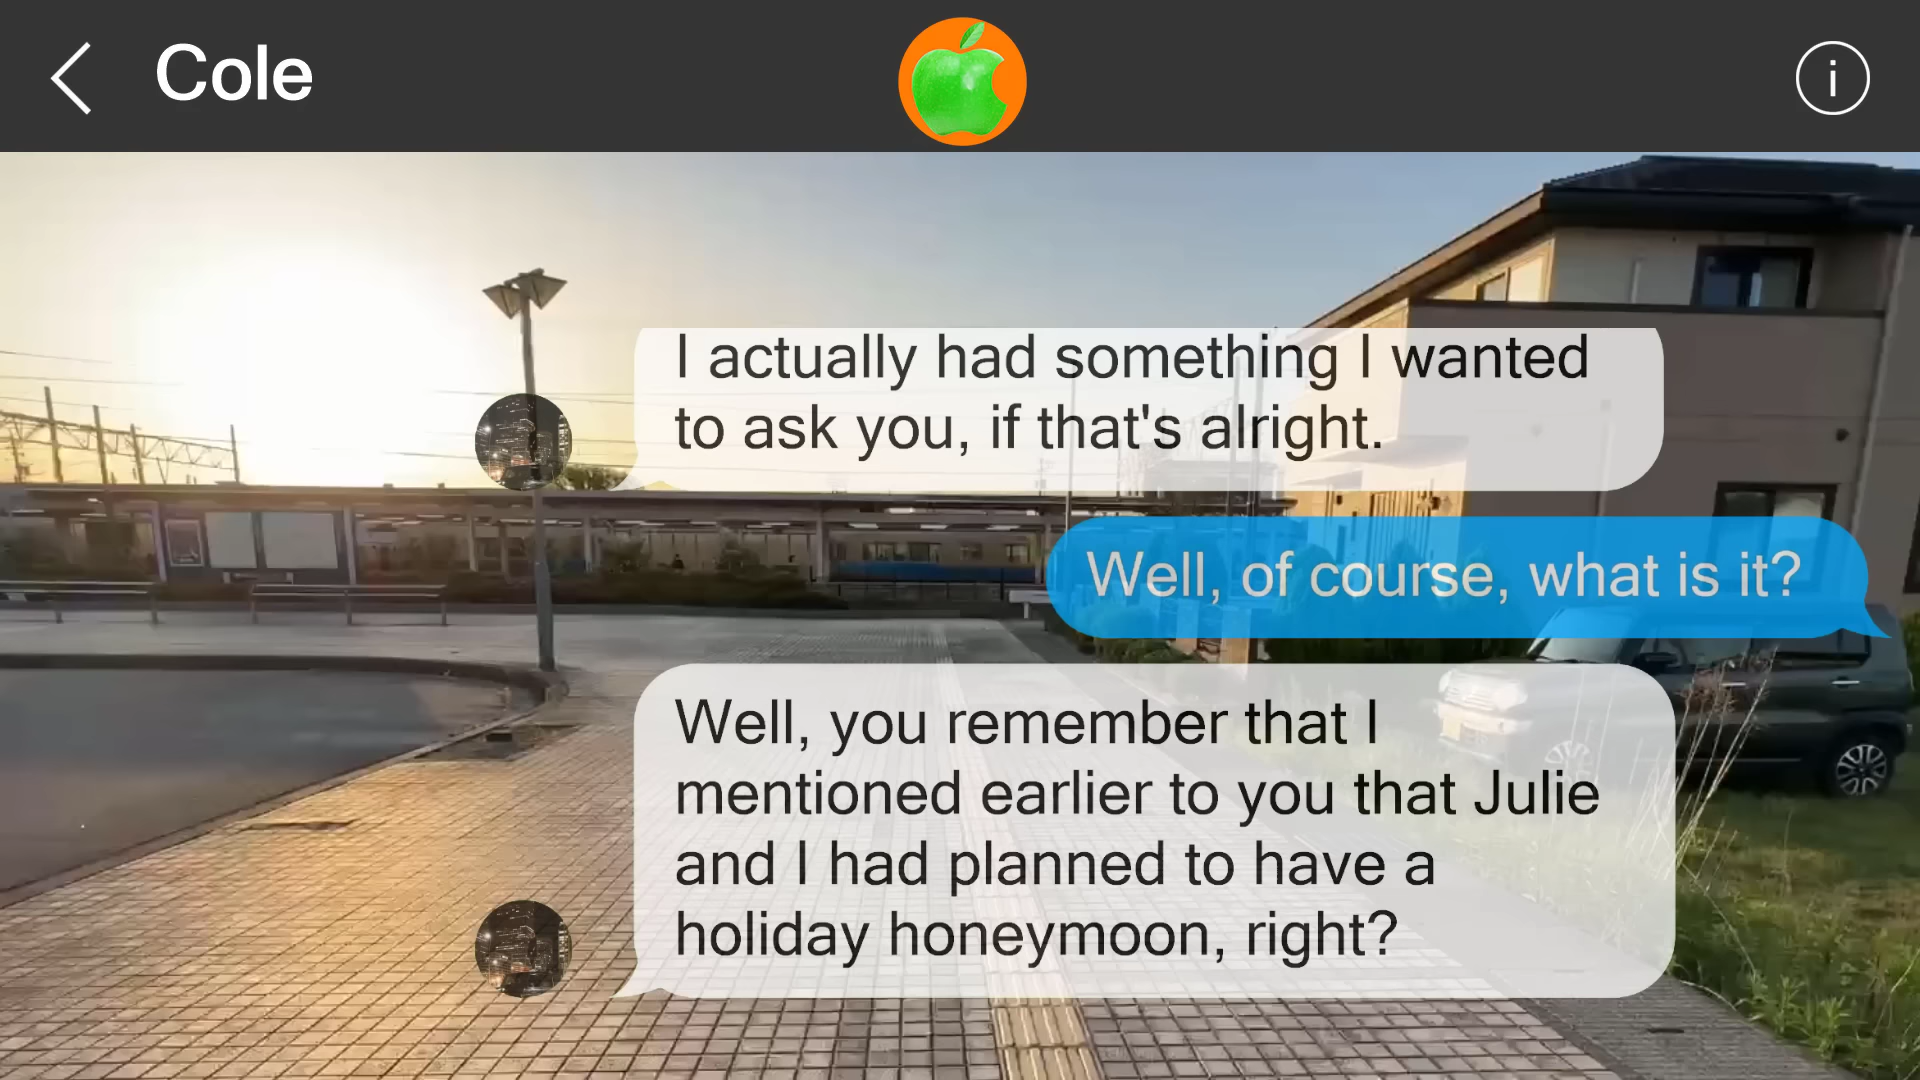 Cole
I actually had something I wanted
to ask you, if that's alright.
Well, of course, what is it?
Well, you remember that I
mentioned earlier to you that Julie
and I had planned to have a
holiday honeymoon, right?